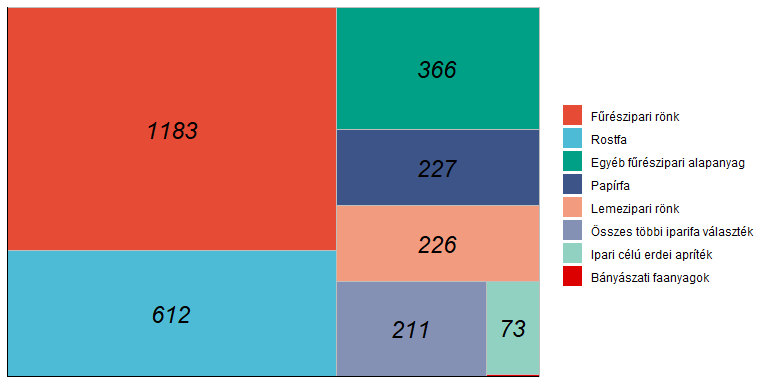 1183
612
366
227
226
211
73
Fűrészipari rönk
Rostfa
Egyéb fűrészipari alapanyag
Papírfa
Lemezipari rönk
Összes többi iparifa választék
Ipari célú erdei apríték
Bányászati faanyagok